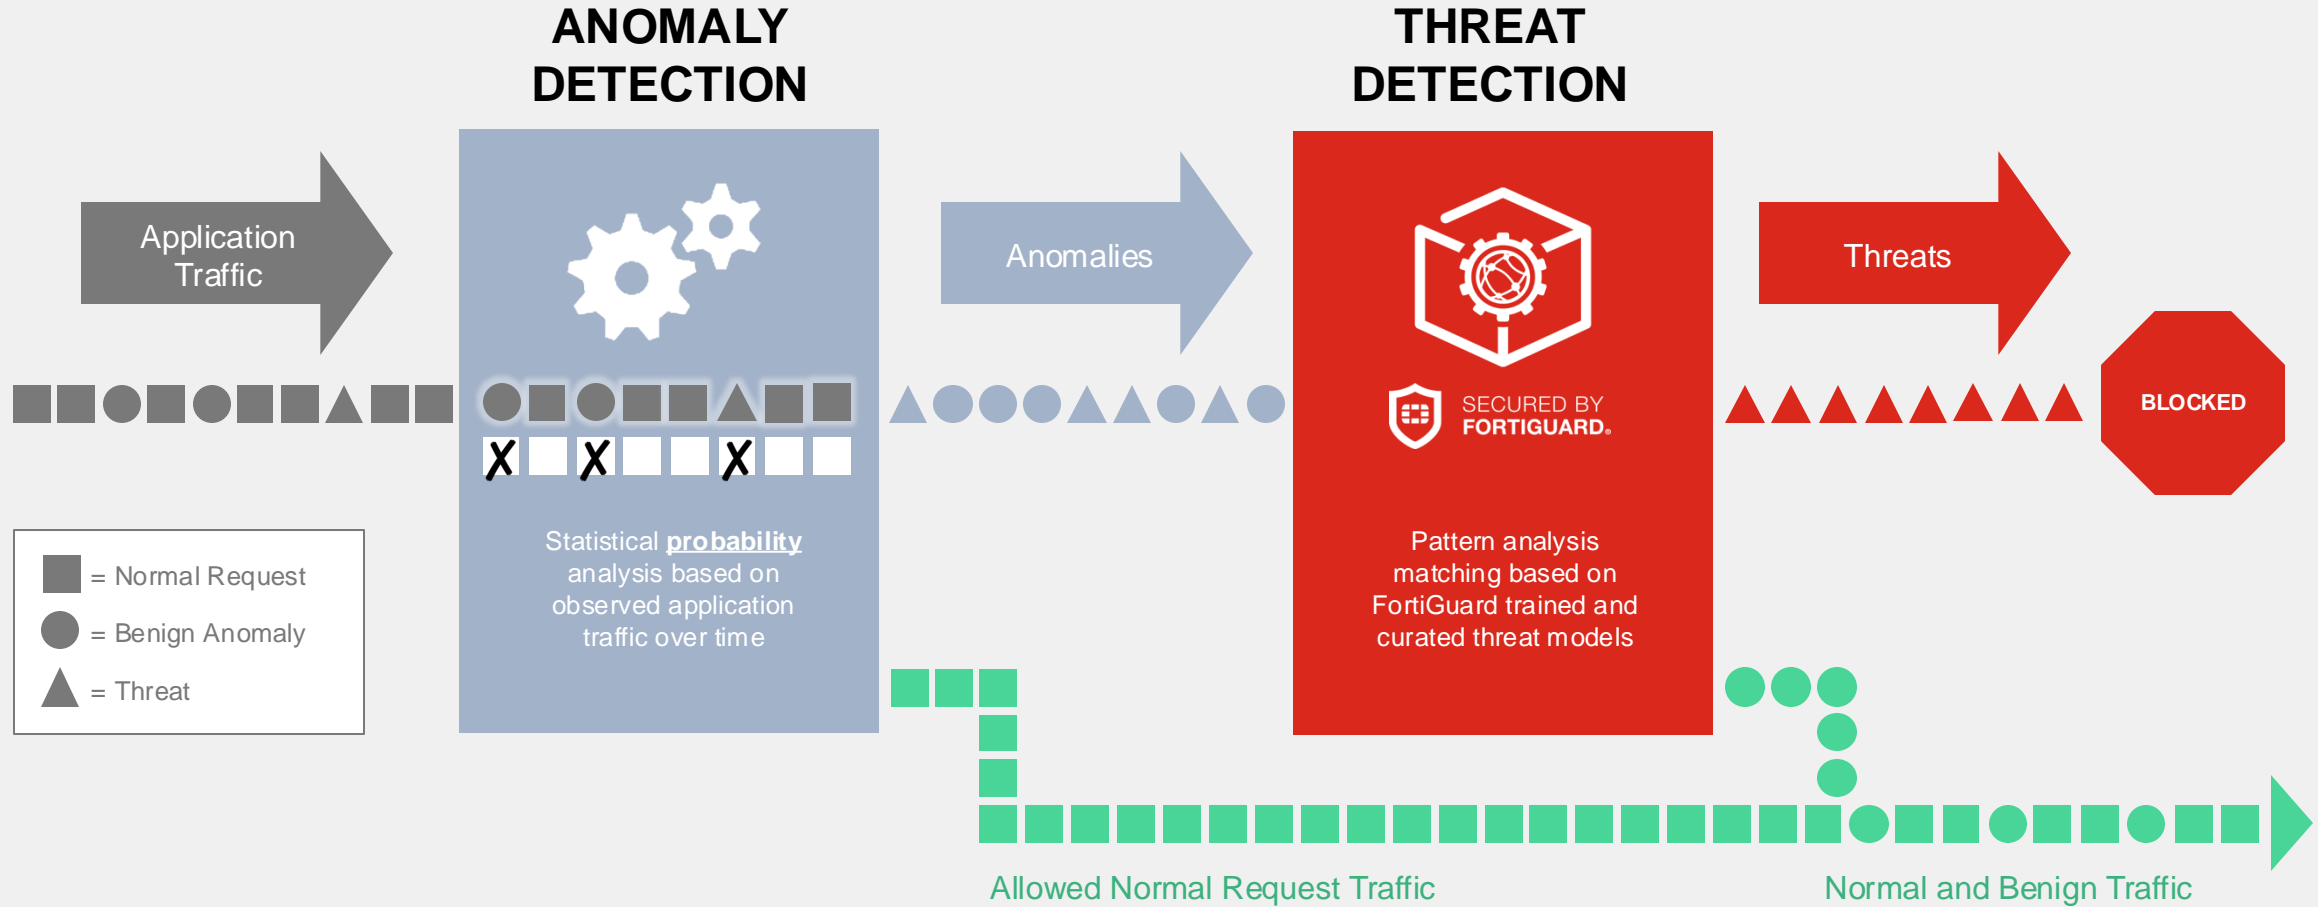 ANOMALY
DETECTION
THREAT
DETECTION
Application
Traffic
Anomalies
Threats
SECURED BY
FORTIGUARD®
BLOCKED
Statistical probability
analysis based on
observed application
traffic over time
Pattern analysis
matching based on
FortiGuard trained and
curated threat models
= Normal Request
= Benign Anomaly
= Threat
Allowed Normal Request Traffic
Normal and Benign Traffic